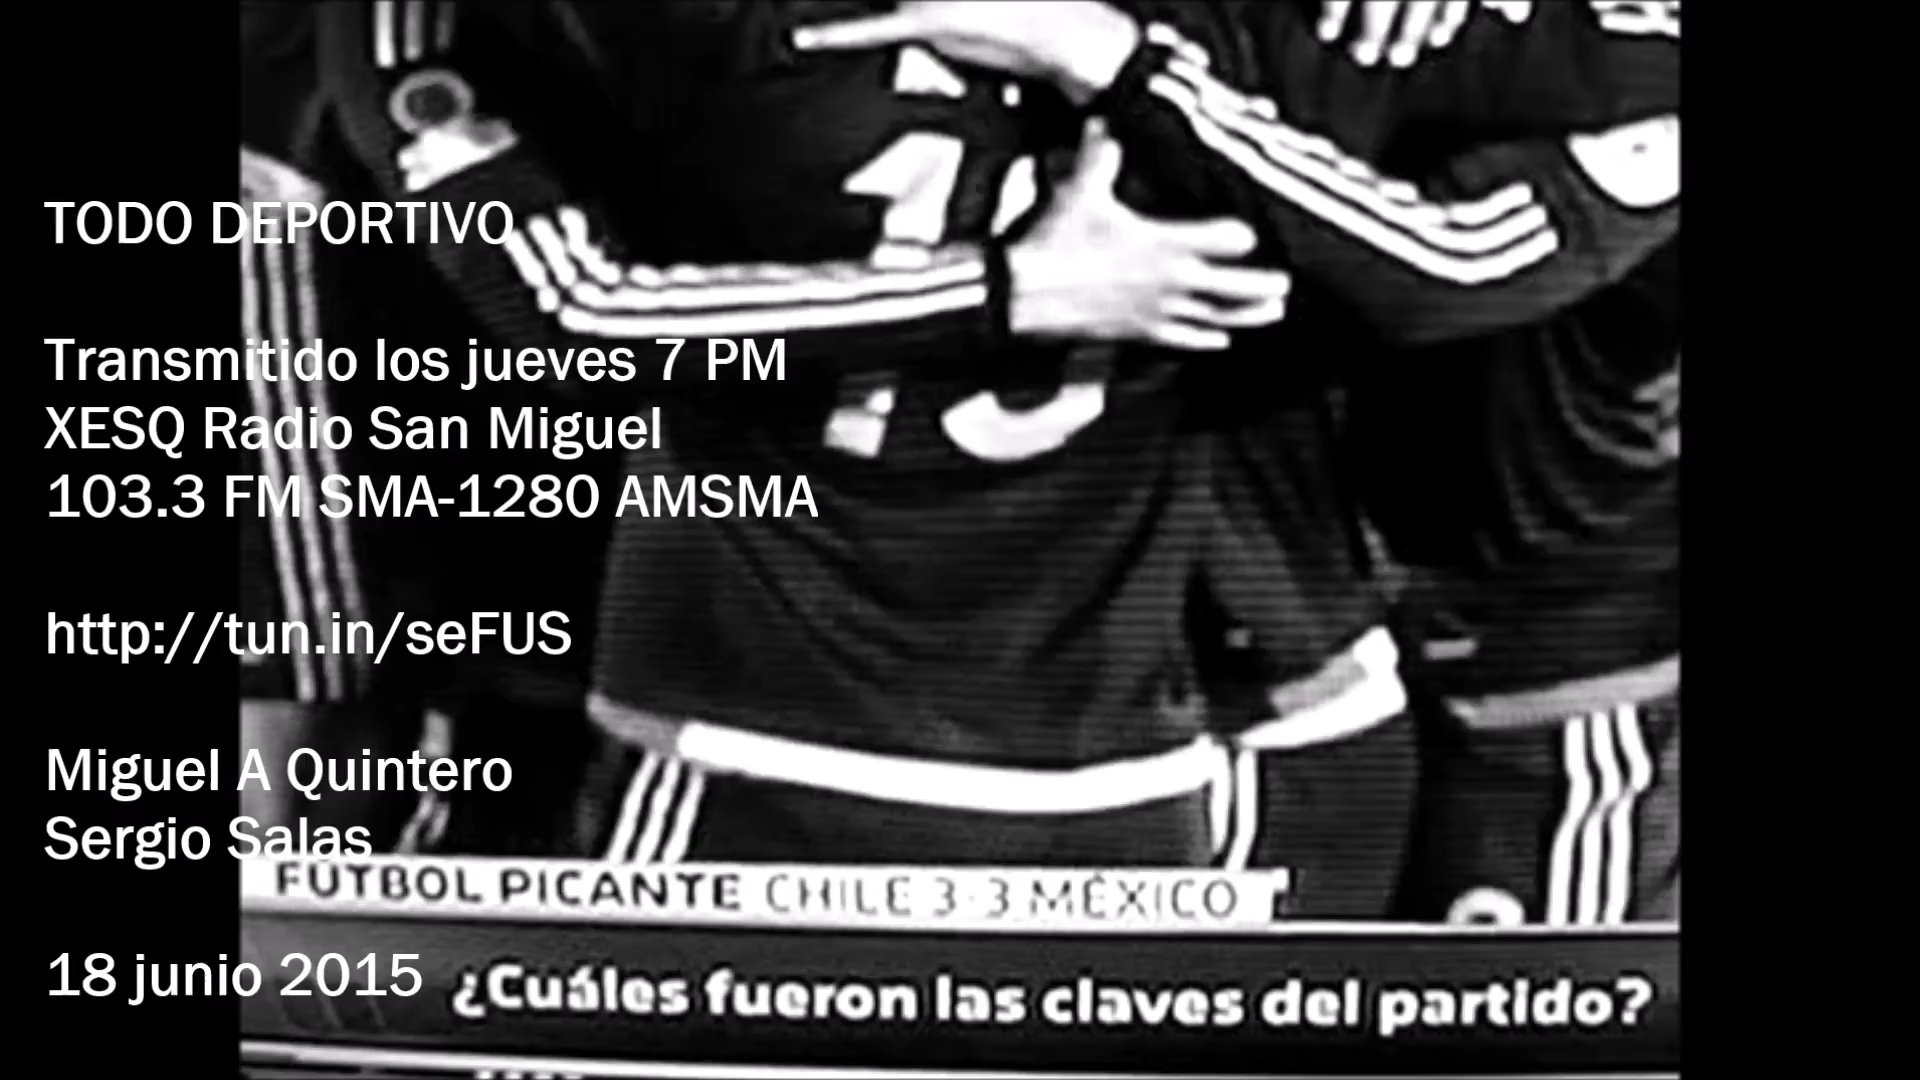 TODO DEPORTIVO
Transmitido los jueves 7 PM
XESQ Radio San Miguel
103.3 FM SMA-1280 AMSMA
http://tun.in/seFUS
Miguel A Quintero
Sergio Salas
FÚTBOL PICANTE CHILE 3-3 MÉXICO
18 junio 2015
¿Cuáles fueron las claves del partido?